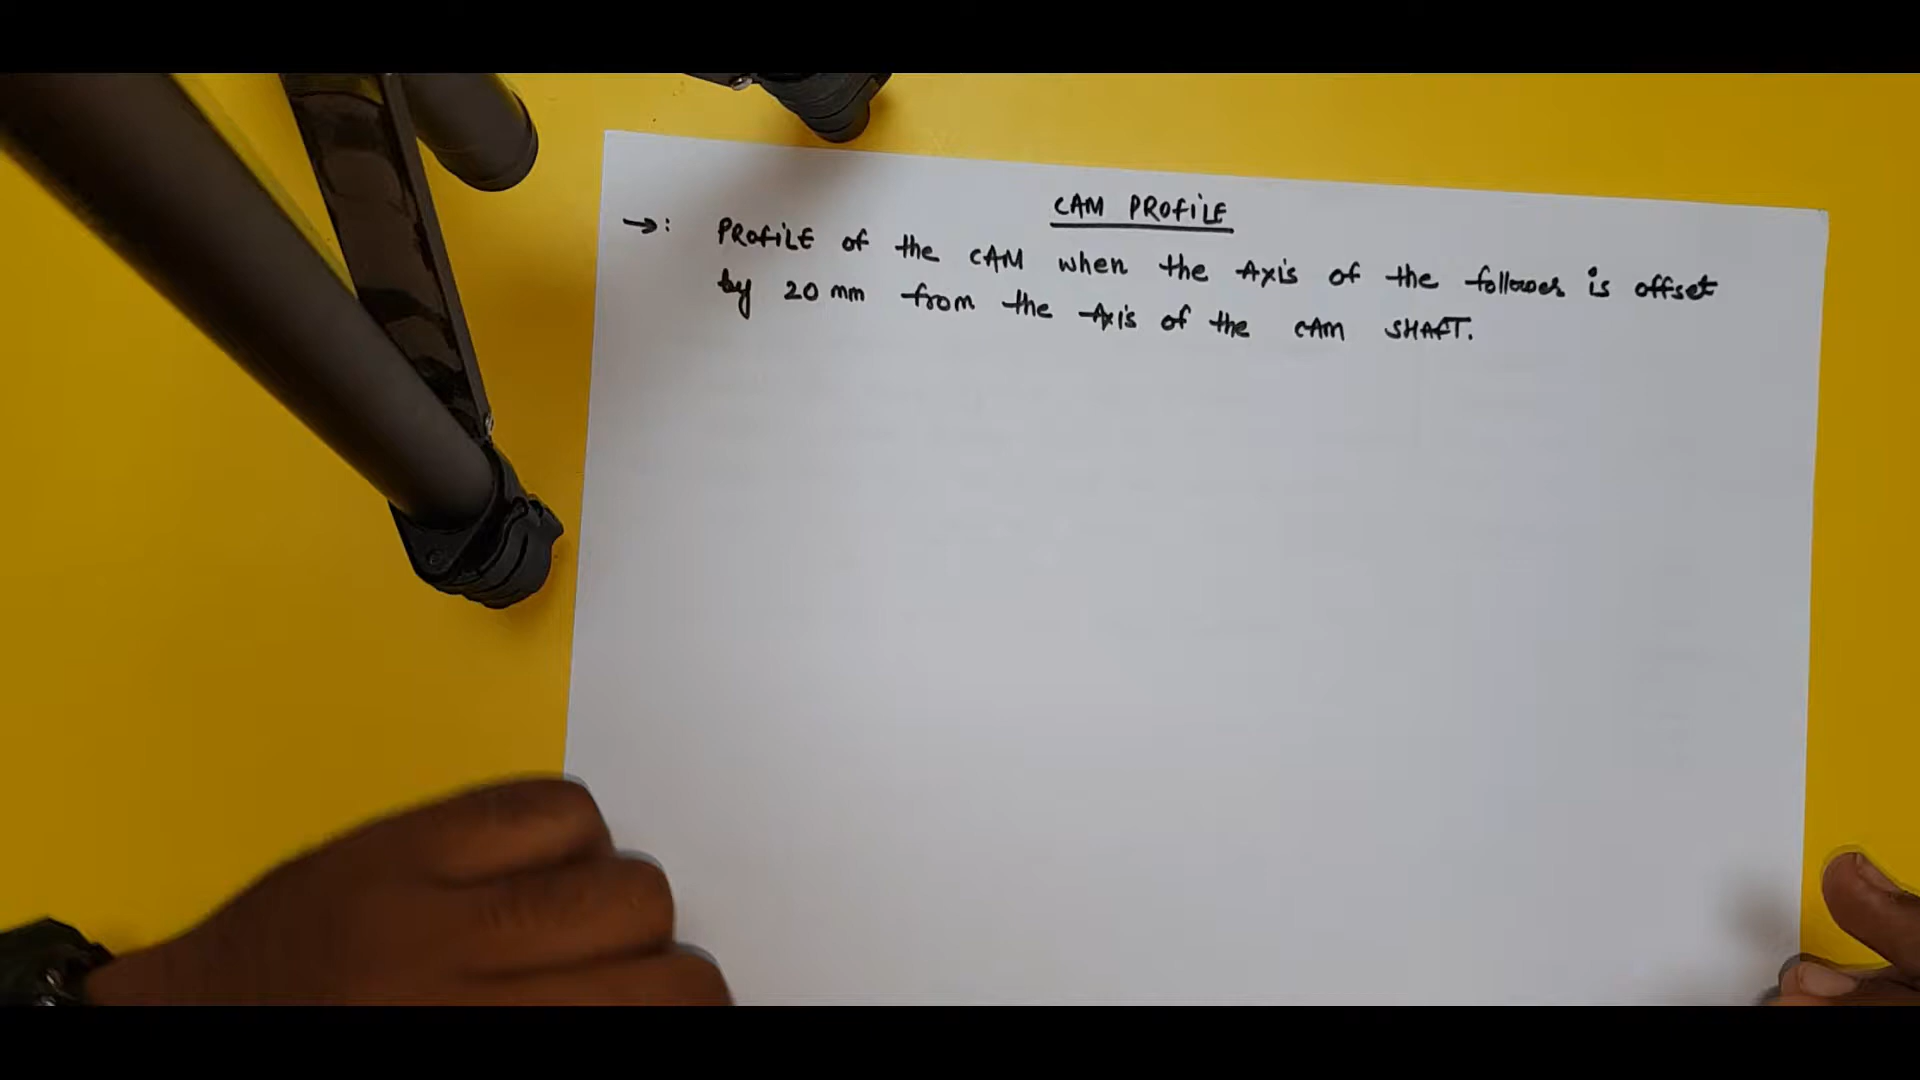 CAM PROFILE
→: PROFILE of the CAM when the Axis of the follower is offset
by 20 mm from the Axis of the CAM SHAFT.